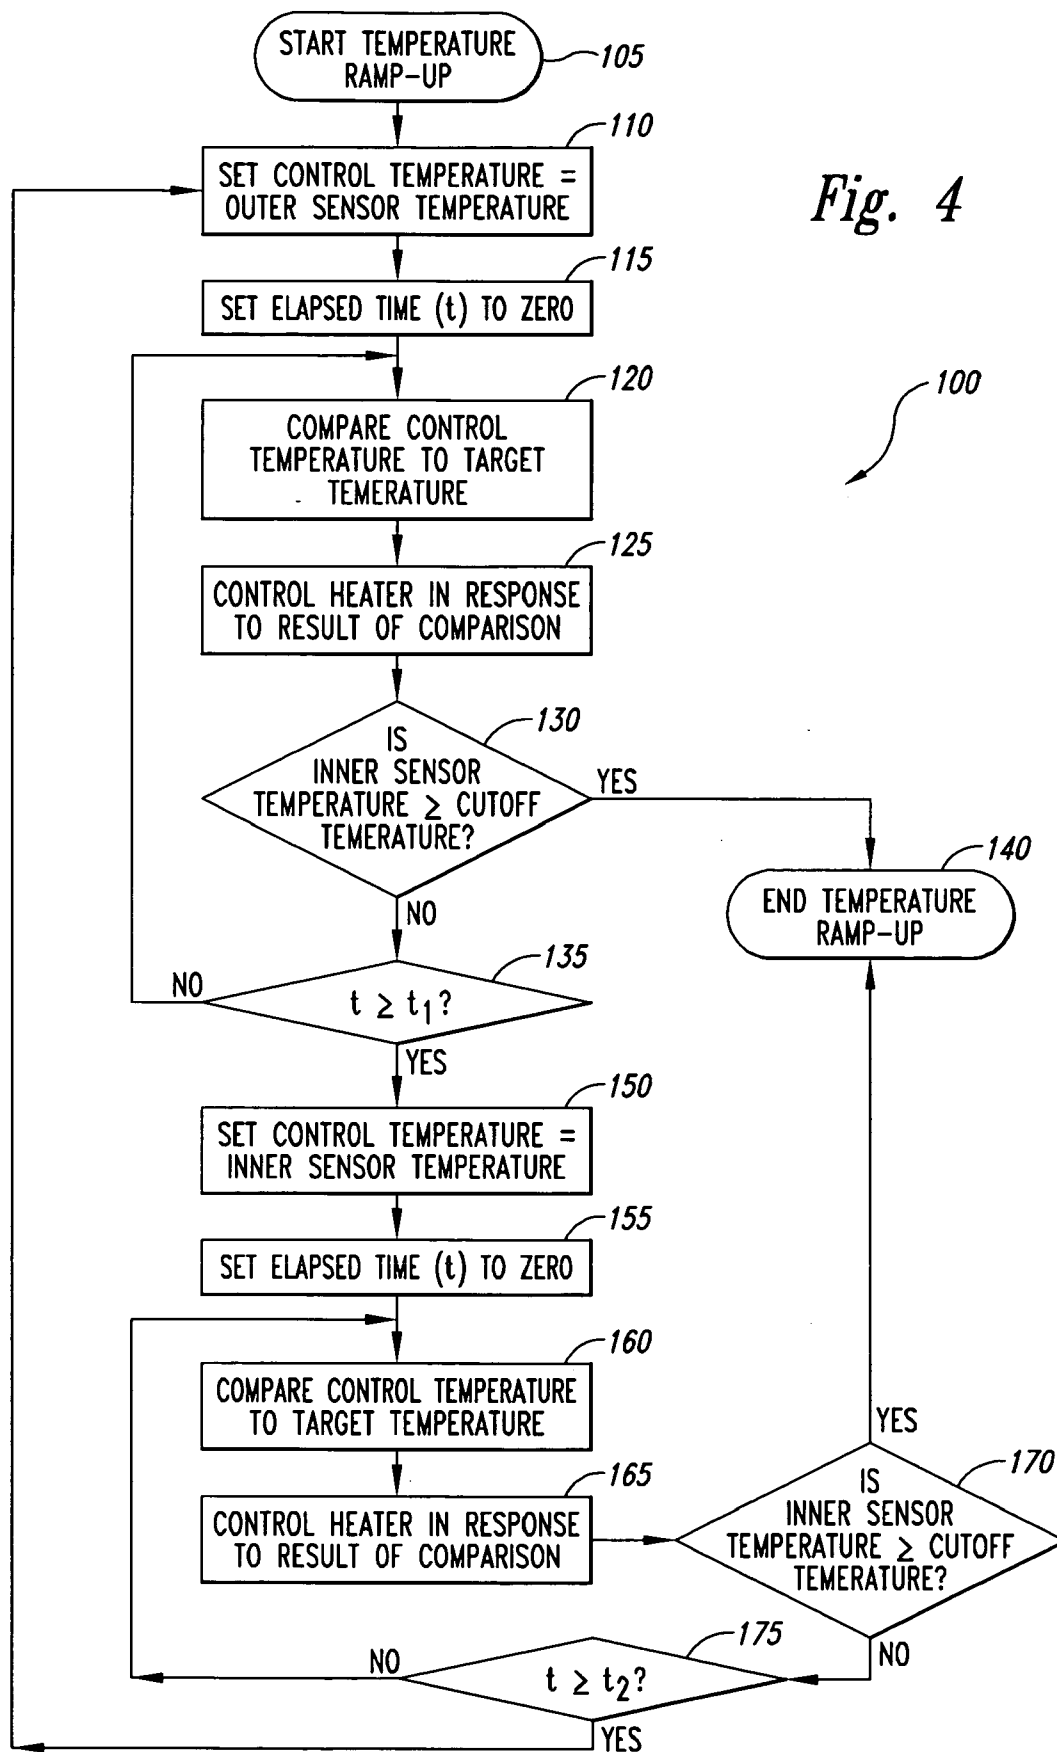 START TEMPERATURE
RAMP-UP
105
110
SET CONTROL TEMPERATURE =
OUTER SENSOR TEMPERATURE
Fig. 4
115
SET ELAPSED TIME (t) TO ZERO
120
100
COMPARE CONTROL
TEMPERATURE TO TARGET
TEMERATURE
125
CONTROL HEATER IN RESPONSE
TO RESULT OF COMPARISON
130
IS
INNER SENSOR
TEMPERATURE ≥ CUTOFF
TEMERATURE?
YES
140
END TEMPERATURE
RAMP-UP
NO
135
NO
t ≥ t₁?
YES
150
SET CONTROL TEMPERATURE =
INNER SENSOR TEMPERATURE
155
SET ELAPSED TIME (t) TO ZERO
160
COMPARE CONTROL TEMPERATURE
TO TARGET TEMPERATURE
YES
165
CONTROL HEATER IN RESPONSE
TO RESULT OF COMPARISON
170
IS
INNER SENSOR
TEMPERATURE ≥ CUTOFF
TEMERATURE?
NO
175
NO
t ≥ t₂?
YES